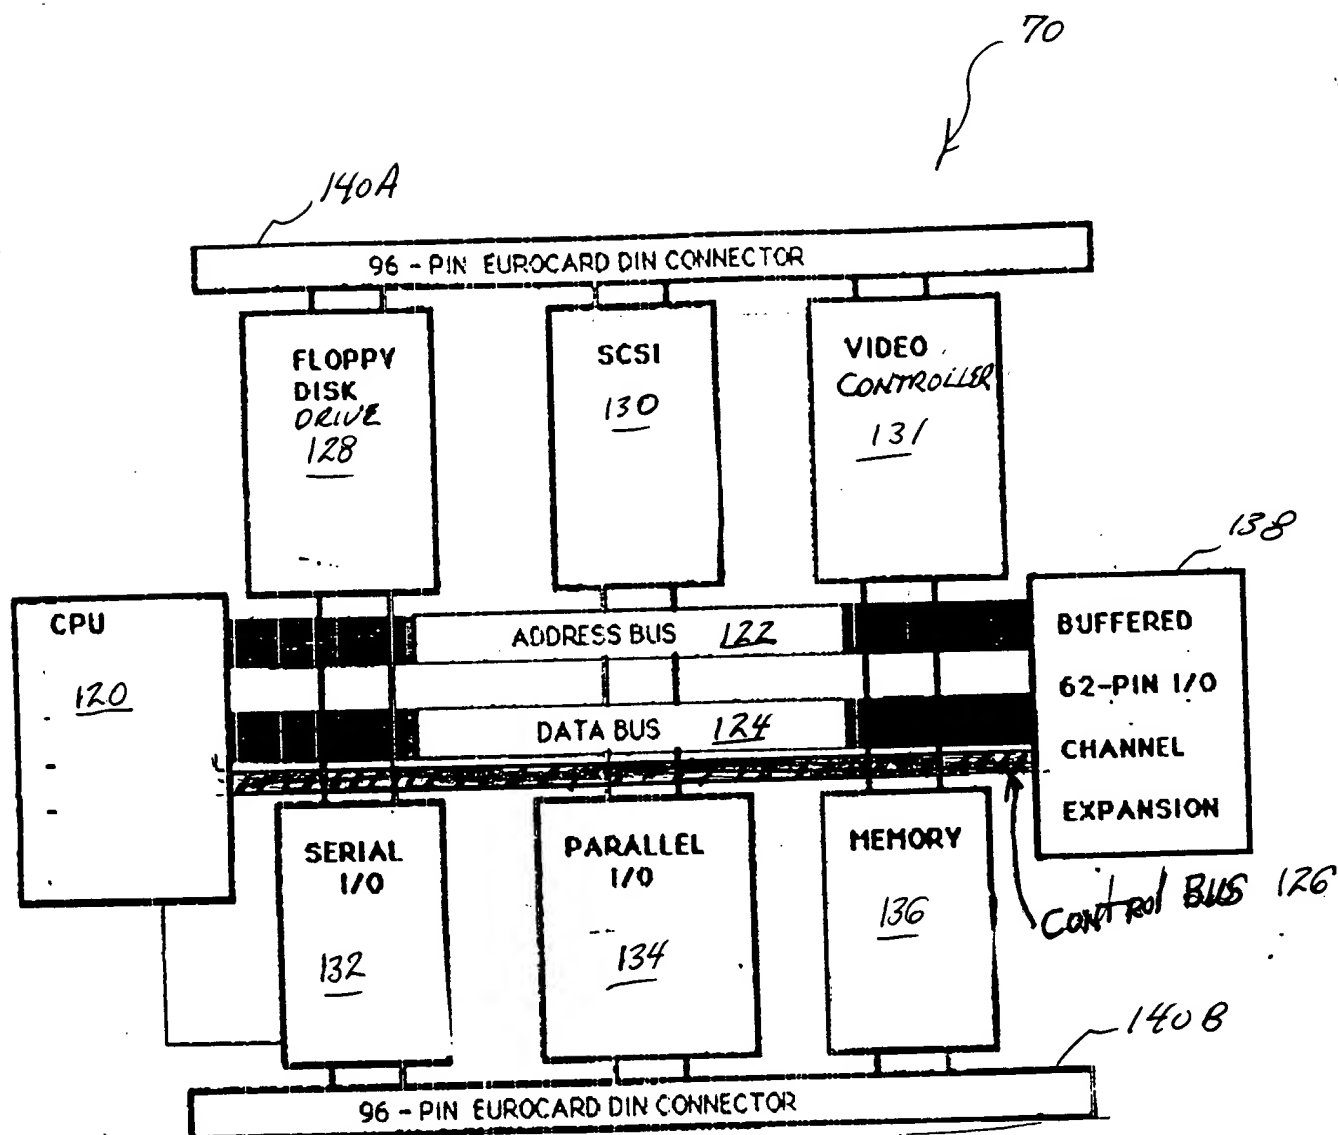 70
140A
96 - PIN EUROCARD DIN CONNECTOR
FLOPPY
DISK
DRIVE
128
SCSI
130
VIDEO
CONTROLLER
131
138
CPU
120
ADDRESS BUS 122
DATA BUS 124
BUFFERED
62-PIN I/O
CHANNEL
EXPANSION
SERIAL
I/O
132
PARALLEL
I/O
134
MEMORY
136
CONTROl BUS 126
140B
96 - PIN EUROCARD DIN CONNECTOR